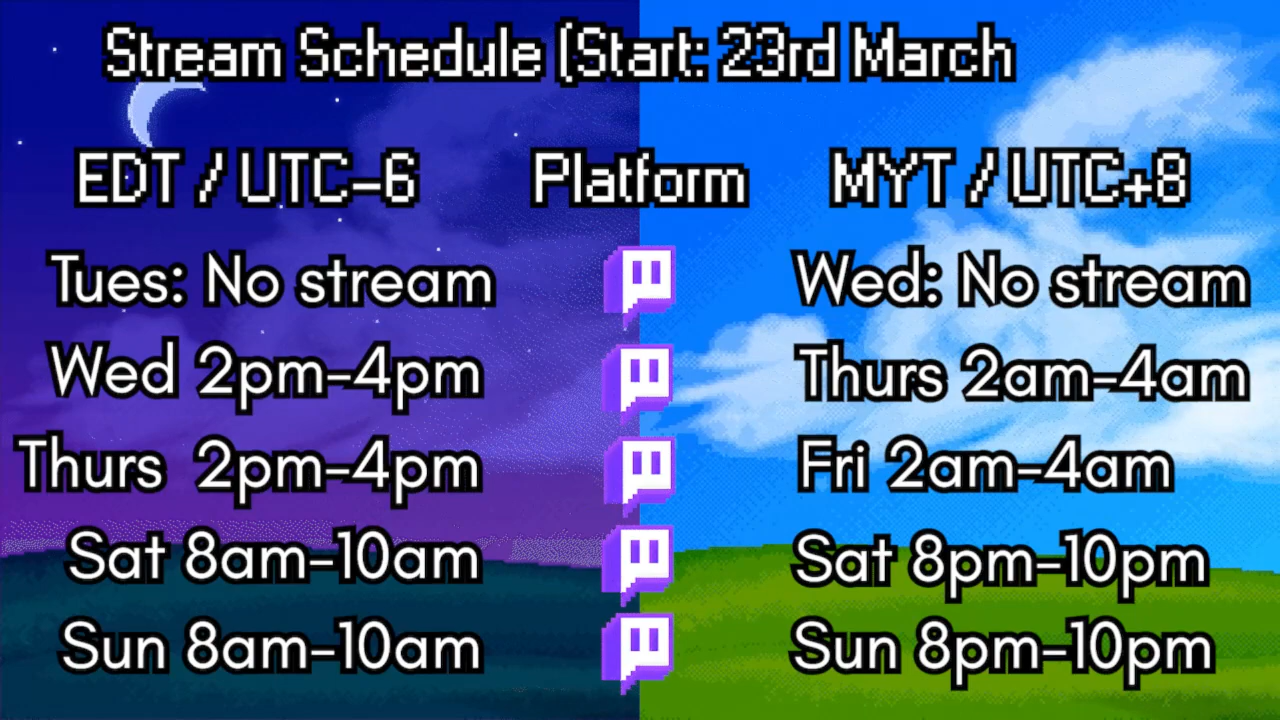 Stream Schedule (Start: 23rd March
EDT / UTC-6 Platform MYT / UTC+8
Tues: No stream Wed: No stream
Wed 2pm-4pm Thurs 2am-4am
Thurs 2pm-4pm Fri 2am-4am
Sat 8am-10am Sat 8pm-10pm
Sun 8am-10am Sun 8pm-10pm